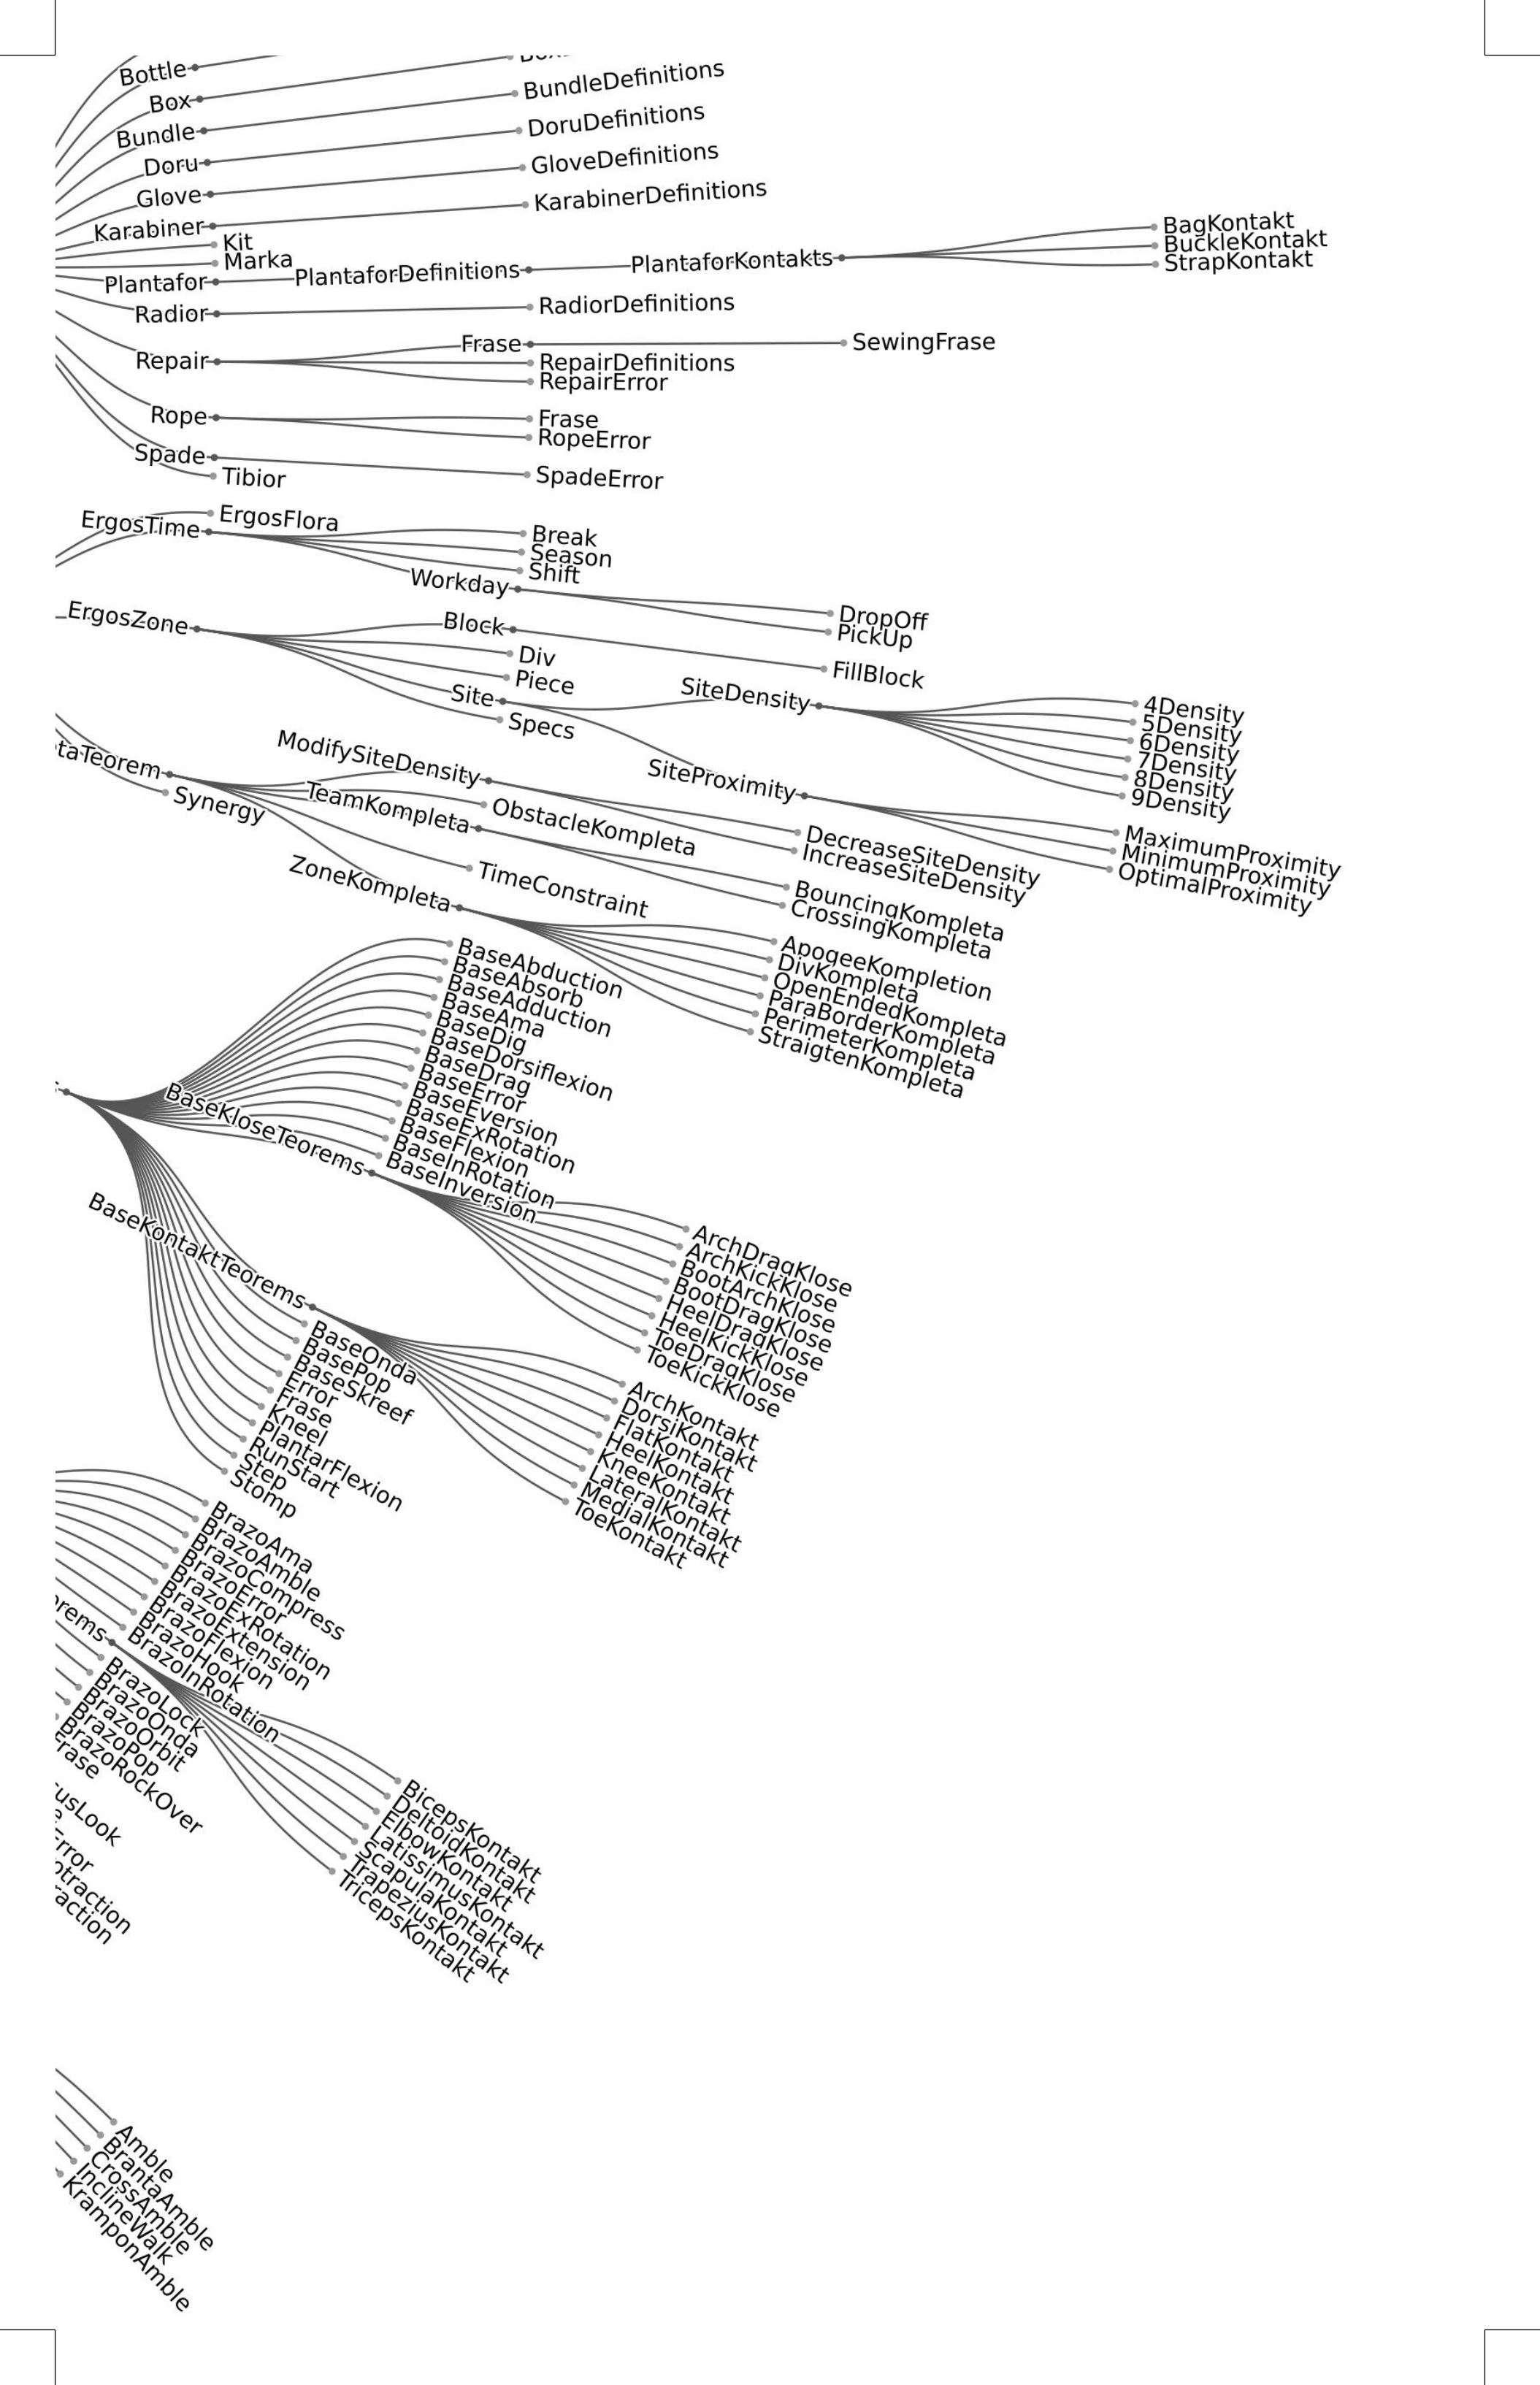 Bottle
Box
BundleDefinitions
Bundle
DoruDefinitions
Doru
GloveDefinitions
Glove
KarabinerDefinitions
Karabiner
Kit
Marka
Plantafor
PlantaforDefinitions
PlantaforKontakts
BagKontakt
BuckleKontakt
StrapKontakt
Radior
RadiorDefinitions
Repair
Frase
SewingFrase
RepairDefinitions
RepairError
Rope
Frase
RopeError
Spade
SpadeError
Tibior
ErgosFlora
ErgosTime
Break
Season
Shift
Workday
DropOff
PickUp
ErgosZone
Block
FillBlock
Div
Piece
Site
SiteDensity
4Density
5Density
6Density
7Density
8Density
9Density
SiteProximity
MaximumProximity
MinimumProximity
OptimalProximity
Specs
taTeorem
ModifySiteDensity
DecreaseSiteDensity
IncreaseSiteDensity
ObstacleKompleta
TeamKompleta
BouncingKompleta
CrossingKompleta
TimeConstraint
ZoneKompleta
ApogeeKompletion
DivKompleta
OpenEndedKompleta
ParaBorderKompleta
PerimeterKompleta
StraigtenKompleta
Synergy
BaseAbduction
BaseAbsorb
BaseAdduction
BaseAma
BaseDig
BaseDorsiflexion
BaseDrag
BaseError
BaseEversion
BaseExRotation
BaseFlexion
BaseInRotation
BaseInversion
BaseKloseTeorems
ArchDragKlose
ArchKickKlose
BootArchKlose
BootDragKlose
HeelDragKlose
HeelKickKlose
ToeDragKlose
ToeKickKlose
BaseKontaktTeorems
ArchKontakt
DorsiKontakt
FlatKontakt
HeelKontakt
KneeKontakt
LateralKontakt
MedialKontakt
ToeKontakt
BaseOnda
BasePop
BaseSkreef
Error
Frase
Kneel
PlantarFlexion
RunStart
Step
Stomp
BrazoAma
BrazoAmble
BrazoCompress
BrazoError
BrazoExRotation
BrazoExtension
BrazoFlexion
BrazoHook
BrazoInRotation
orems
BicepsKontakt
DeltoidKontakt
ElbowKontakt
LatissimusKontakt
ScapulaKontakt
TrapeziusKontakt
TricepsKontakt
BrazoLock
BrazoOnda
BrazoOrbit
BrazoPop
BrazoRockOver
rase
usLook
e
Error
otraction
raction
Amble
BrantaAmble
CrossAmble
InclineWalk
KramponAmble